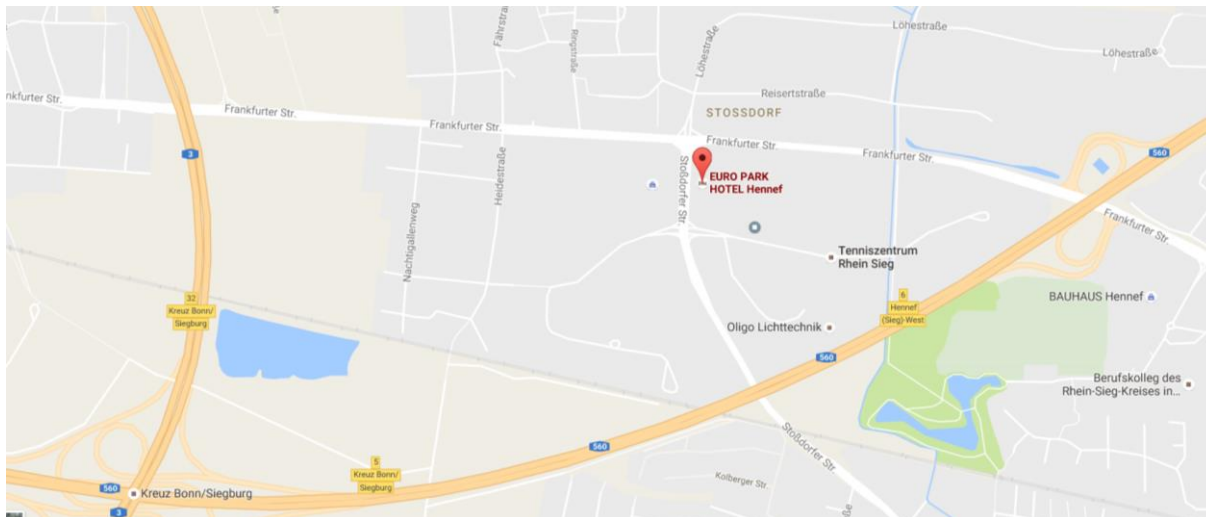 Löhestraße
Löhestraße
Löhestraße
Fährstra
Ringstraße
Reisertstraße
STOSSDORF
nkfurter Str.
Frankfurter Str.
Frankfurter Str.
Frankfurter Str.
Frankfurter Str.
Frankfurter Str.
3
560
EURO PARK
HOTEL Hennef
Stoßdorfer Str.
Heidestraße
Nachtigallenweg
Tenniszentrum
Rhein Sieg
32
Kreuz Bonn/
Siegburg
6
Hennef
(Sieg)-West
BAUHAUS Hennef
Oligo Lichttechnik
560
Berufskolleg des
Rhein-Sieg-Kreises in...
Stoßdorfer Str.
560
5
Kreuz Bonn/
Siegburg
Kolberger Str.
560
Kreuz Bonn/Siegburg
3